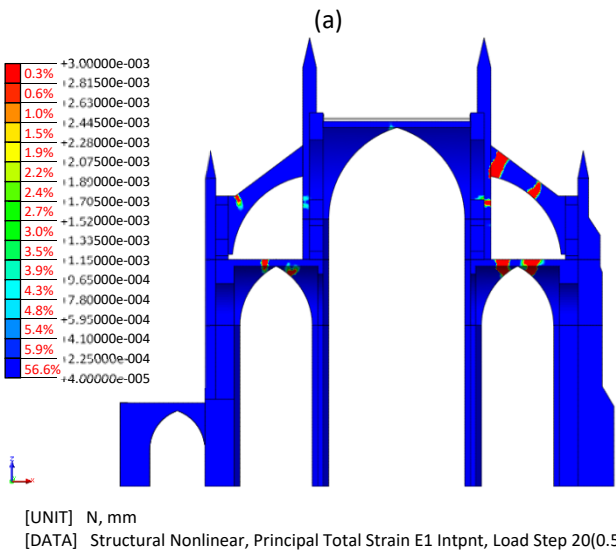 (a)
+3.00000e-003
0.3%
+2.81500e-003
0.6%
+2.63000e-003
1.0%
+2.44500e-003
1.5%
+2.28000e-003
1.9%
+2.07500e-003
2.2%
+1.89000e-003
2.4%
+1.70500e-003
2.7%
+1.52000e-003
3.0%
+1.33500e-003
3.5%
+1.15000e-003
3.9%
+9.65000e-004
4.3%
+7.80000e-004
4.8%
+5.95000e-004
5.4%
+4.10000e-004
5.9%
+2.25000e-004
56.6%
+4.00000e-005
[UNIT] N, mm
[DATA] Structural Nonlinear, Principal Total Strain E1 Intpnt, Load Step 20(0.5